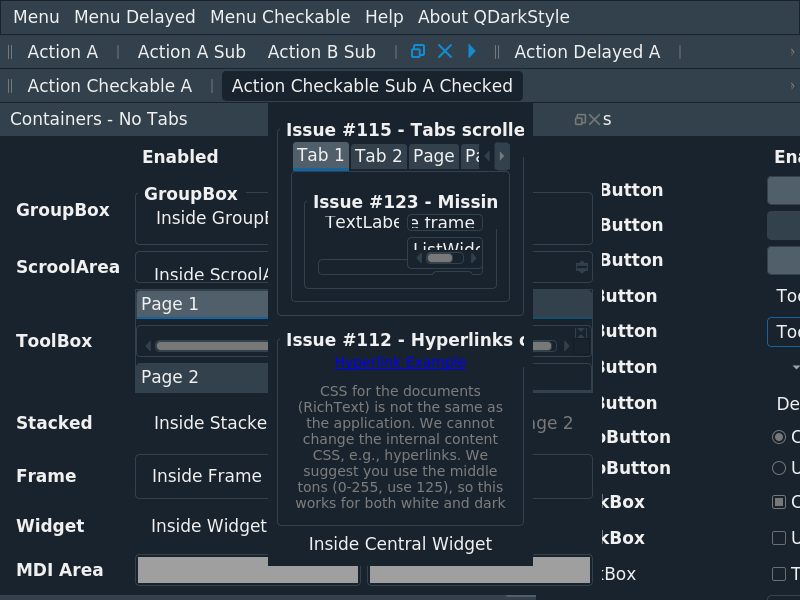 Menu Menu Delayed Menu Checkable Help About QDarkStyle
Action A Action A Sub Action B Sub Action Delayed A
Action Checkable A Action Checkable Sub A Checked
Containers - No Tabs
s
Enabled
GroupBox
GroupBox
Inside Group
ScroolArea
Inside Scrool
Page 1
ToolBox
Page 2
Stacked
Inside Stacke
age 2
Frame
Inside Frame
Widget
Inside Widget
MDI Area
Issue #115 - Tabs scrolle
Tab 1 Tab 2 Page Pa
Issue #123 - Missin
TextLabe e frame
ListWidg
Issue #112 - Hyperlinks c
Hyperlink Example
CSS for the documents
(RichText) is not the same as
the application. We cannot
change the internal content
CSS, e.g., hyperlinks. We
suggest you use the middle
tons (0-255, use 125), so this
works for both white and dark
Inside Central Widget
Ena
Button
Button
Button
Button Too
Button Too
Button
Button De
oButton C
oButton U
kBox C
kBox U
tBox T